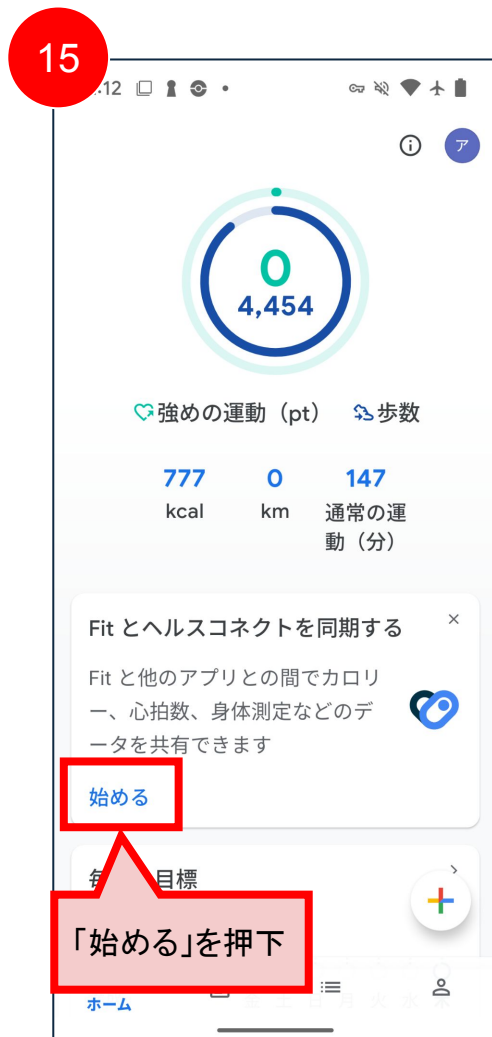 15
:12
ア
0
4,454
強めの運動（pt） 歩数
777 0 147
kcal km 通常の運
動（分）
Fit とヘルスコネクトを同期する
Fit と他のアプリとの間でカロリ
ー、心拍数、身体測定などのデ
ータを共有できます
始める
目標
「始める」を押下
ホーム